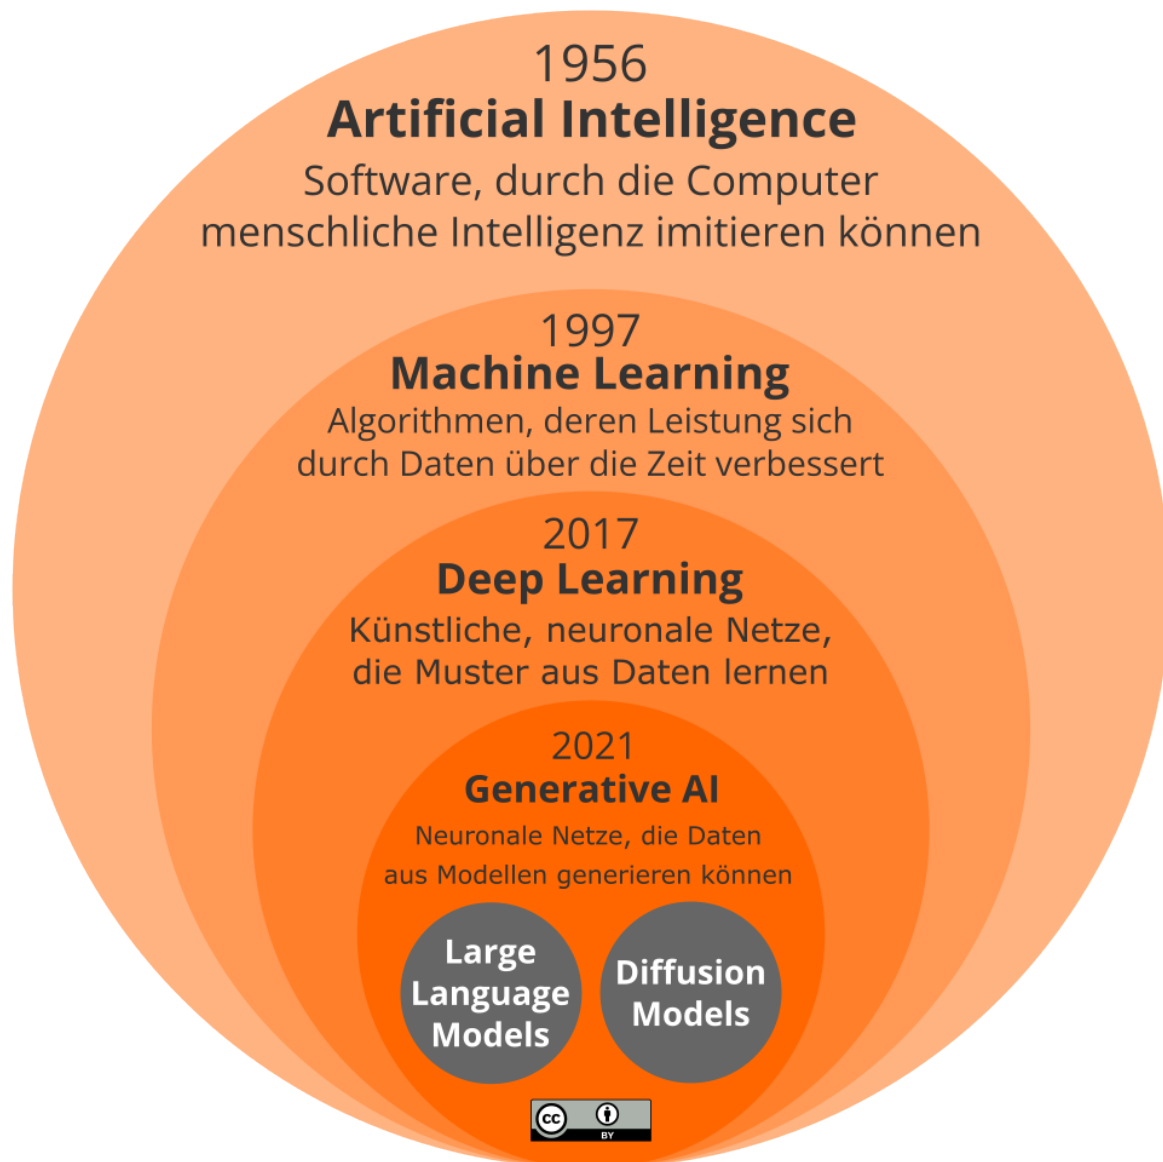 1956
Artificial Intelligence
Software, durch die Computer
menschliche Intelligenz imitieren können
1997
Machine Learning
Algorithmen, deren Leistung sich
durch Daten über die Zeit verbessert
2017
Deep Learning
Künstliche, neuronale Netze,
die Muster aus Daten lernen
2021
Generative AI
Neuronale Netze, die Daten
aus Modellen generieren können
Large
Language
Models
Diffusion
Models
cc
BY